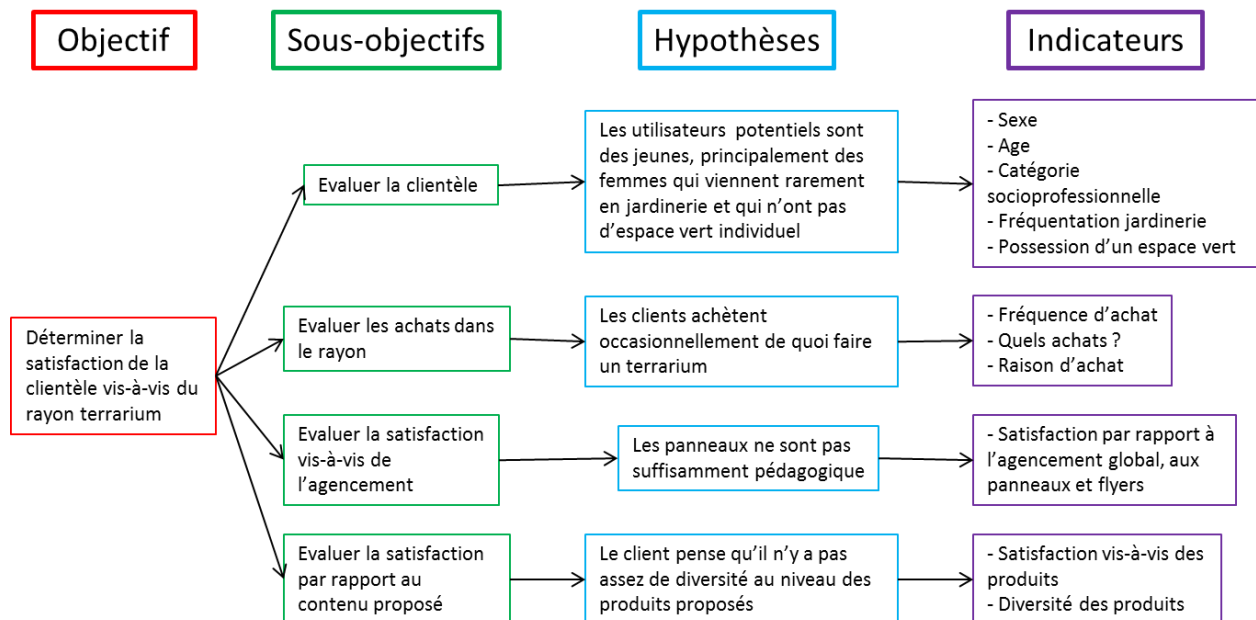 Objectif
Sous-objectifs
Hypothèses
Indicateurs
Déterminer la
satisfaction de la
clientèle vis-à-vis du
rayon terrarium
Evaluer la clientèle
Les utilisateurs potentiels sont
des jeunes, principalement des
femmes qui viennent rarement
en jardinerie et qui n’ont pas
d’espace vert individuel
- Sexe
- Age
- Catégorie
socioprofessionnelle
- Fréquentation jardinerie
- Possession d’un espace vert
Evaluer les achats dans
le rayon
Les clients achètent
occasionnellement de quoi faire
un terrarium
- Fréquence d’achat
- Quels achats ?
- Raison d’achat
Evaluer la satisfaction
vis-à-vis de
l’agencement
Les panneaux ne sont pas
suffisamment pédagogique
- Satisfaction par rapport à
l’agencement global, aux
panneaux et flyers
Evaluer la satisfaction
par rapport au
contenu proposé
Le client pense qu’il n’y a pas
assez de diversité au niveau des
produits proposés
- Satisfaction vis-à-vis des
produits
- Diversité des produits